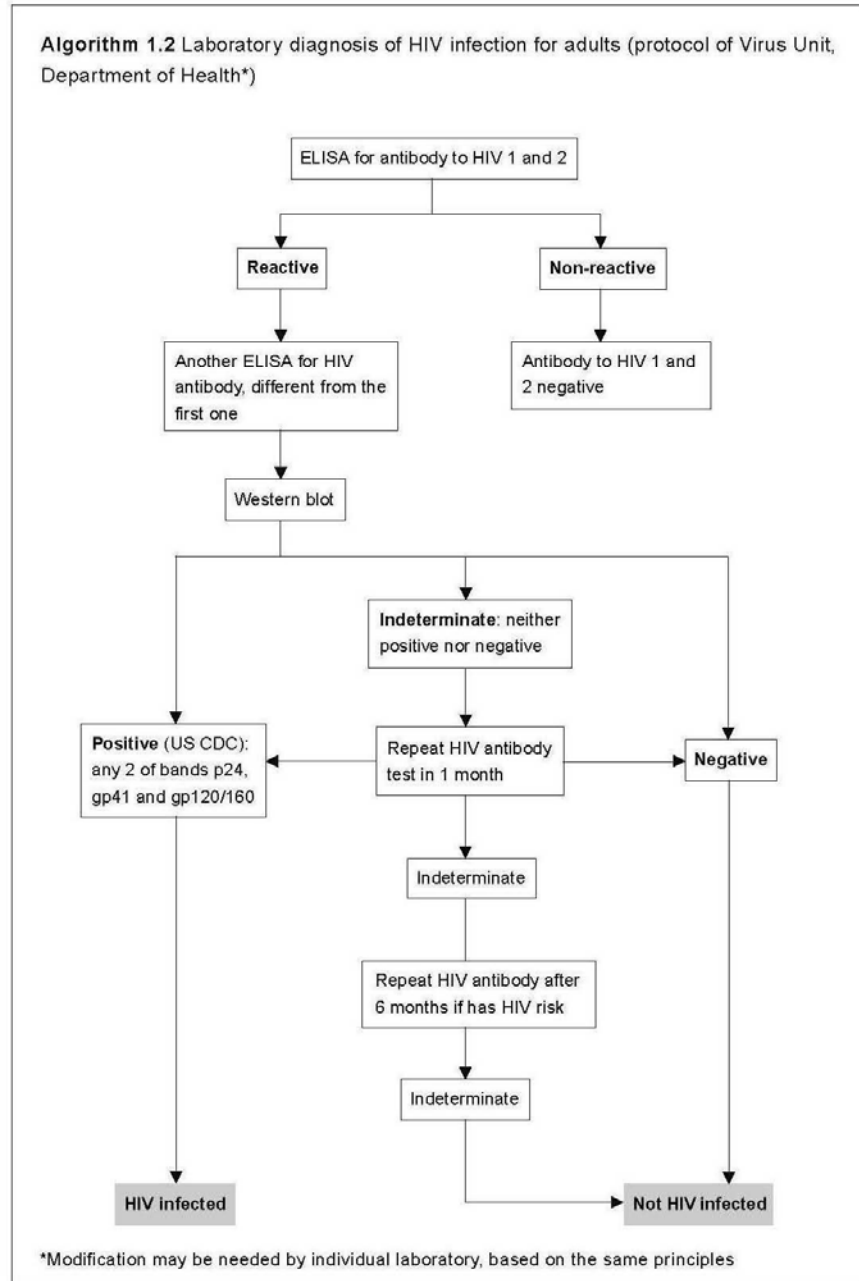 Algorithm 1.2 Laboratory diagnosis of HIV infection for adults (protocol of Virus Unit,
Department of Health*)
ELISA for antibody to HIV 1 and 2
Reactive
Non-reactive
Another ELISA for HIV
antibody, different from the
first one
Antibody to HIV 1 and
2 negative
Western blot
Indeterminate: neither
positive nor negative
Positive (US CDC):
any 2 of bands p24,
gp41 and gp120/160
Repeat HIV antibody
test in 1 month
Negative
Indeterminate
Repeat HIV antibody after
6 months if has HIV risk
Indeterminate
HIV infected
Not HIV infected
*Modification may be needed by individual laboratory, based on the same principles